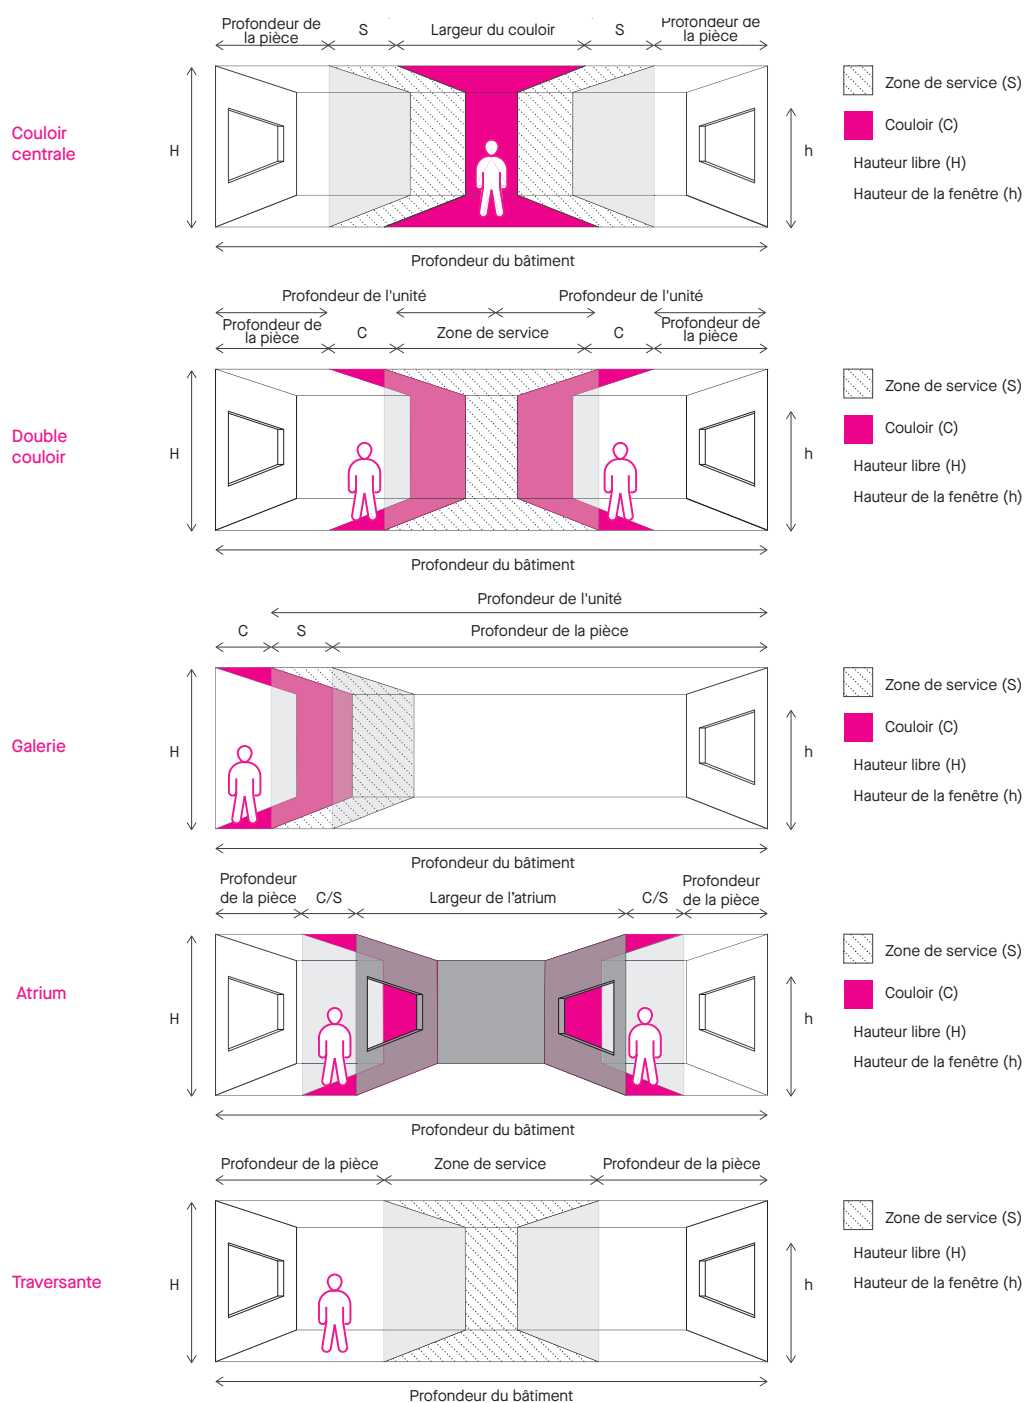 Profondeur de
la pièce
S
Largeur du couloir
S
Profondeur de
la pièce
Couloir
centrale
H
h
Zone de service (S)
Couloir (C)
Hauteur libre (H)
Hauteur de la fenêtre (h)
Profondeur du bâtiment
Profondeur de l'unité
Profondeur de l'unité
Profondeur de
la pièce
C
Zone de service
C
Profondeur de
la pièce
Double
couloir
H
h
Zone de service (S)
Couloir (C)
Hauteur libre (H)
Hauteur de la fenêtre (h)
Profondeur du bâtiment
Profondeur de l'unité
C
S
Profondeur de la pièce
Galerie
H
h
Zone de service (S)
Couloir (C)
Hauteur libre (H)
Hauteur de la fenêtre (h)
Profondeur du bâtiment
Profondeur
de la pièce
C/S
Largeur de l'atrium
C/S
Profondeur
de la pièce
Atrium
H
h
Zone de service (S)
Couloir (C)
Hauteur libre (H)
Hauteur de la fenêtre (h)
Profondeur du bâtiment
Profondeur de la pièce
Zone de service
Profondeur de la pièce
Traversante
H
h
Zone de service (S)
Hauteur libre (H)
Hauteur de la fenêtre (h)
Profondeur du bâtiment